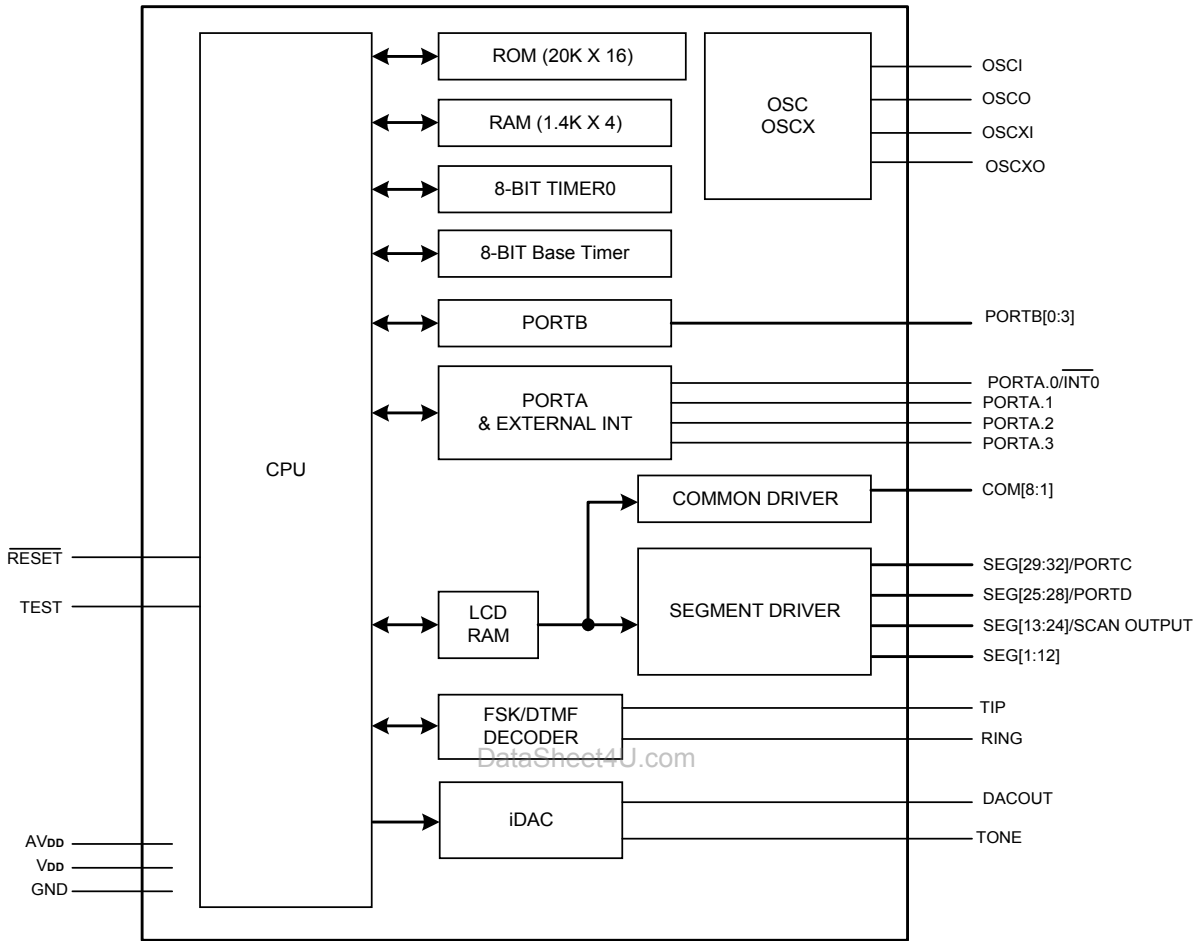 ROM (20K X 16)
RAM (1.4K X 4)
8-BIT TIMER0
8-BIT Base Timer
PORTB
PORTA
& EXTERNAL INT
CPU
OSC
OSCX
OSCI
OSCO
OSCXI
OSCXO
PORTB[0:3]
PORTA.0/INT0
PORTA.1
PORTA.2
PORTA.3
COMMON DRIVER
COM[8:1]
RESET
TEST
LCD
RAM
SEGMENT DRIVER
SEG[29:32]/PORTC
SEG[25:28]/PORTD
SEG[13:24]/SCAN OUTPUT
SEG[1:12]
FSK/DTMF
DECODER
TIP
RING
DataSheet4U.com
iDAC
DACOUT
TONE
AVDD
VDD
GND